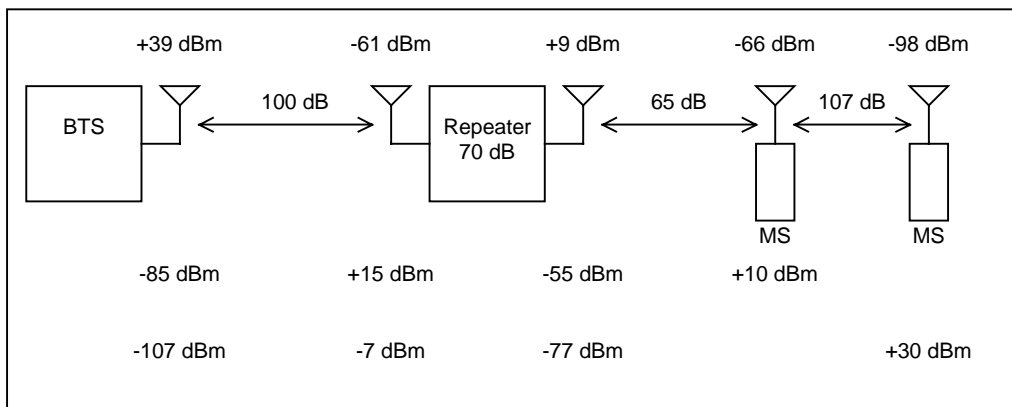 +39 dBm -61 dBm +9 dBm -66 dBm -98 dBm
100 dB 65 dB 107 dB
BTS
Repeater
70 dB
MS MS
-85 dBm +15 dBm -55 dBm +10 dBm
-107 dBm -7 dBm -77 dBm +30 dBm